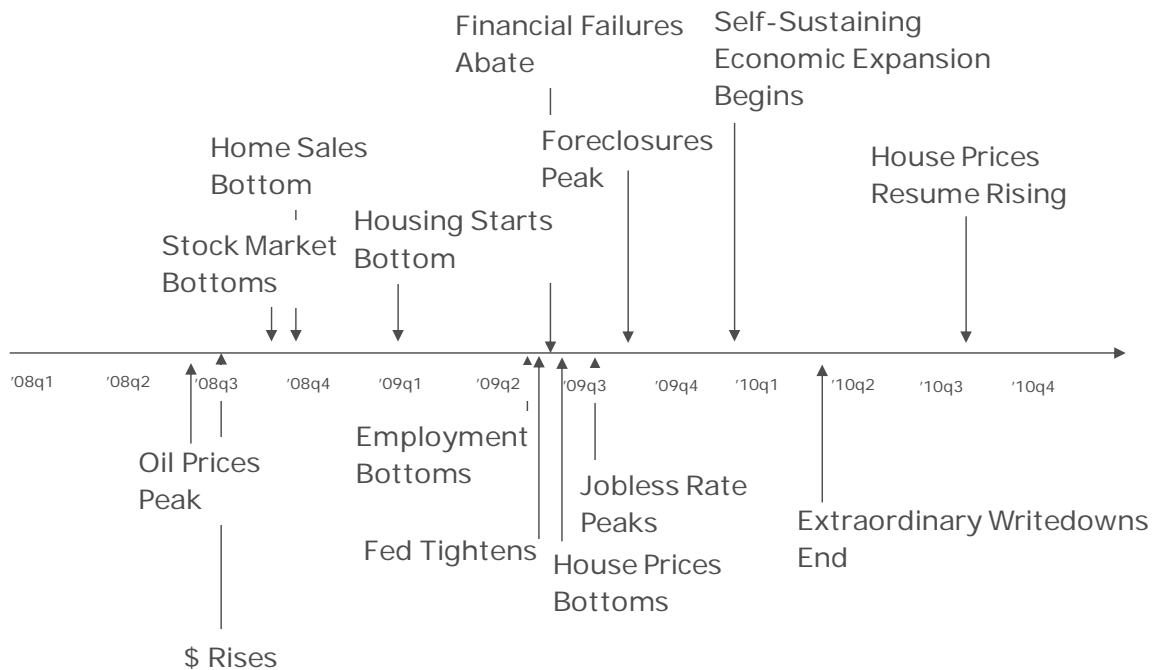 Financial Failures
Abate
Self-Sustaining
Economic Expansion
Begins
Home Sales
Bottom
Foreclosures
Peak
House Prices
Resume Rising
Housing Starts
Bottom
Stock Market
Bottoms
'08q1 '08q2 '08q3 '08q4 '09q1 '09q2 '09q3 '09q4 '10q1 '10q2 '10q3 '10q4
Employment
Bottoms
Oil Prices
Peak
Jobless Rate
Peaks
Extraordinary Writedowns
End
Fed Tightens
House Prices
Bottoms
$ Rises